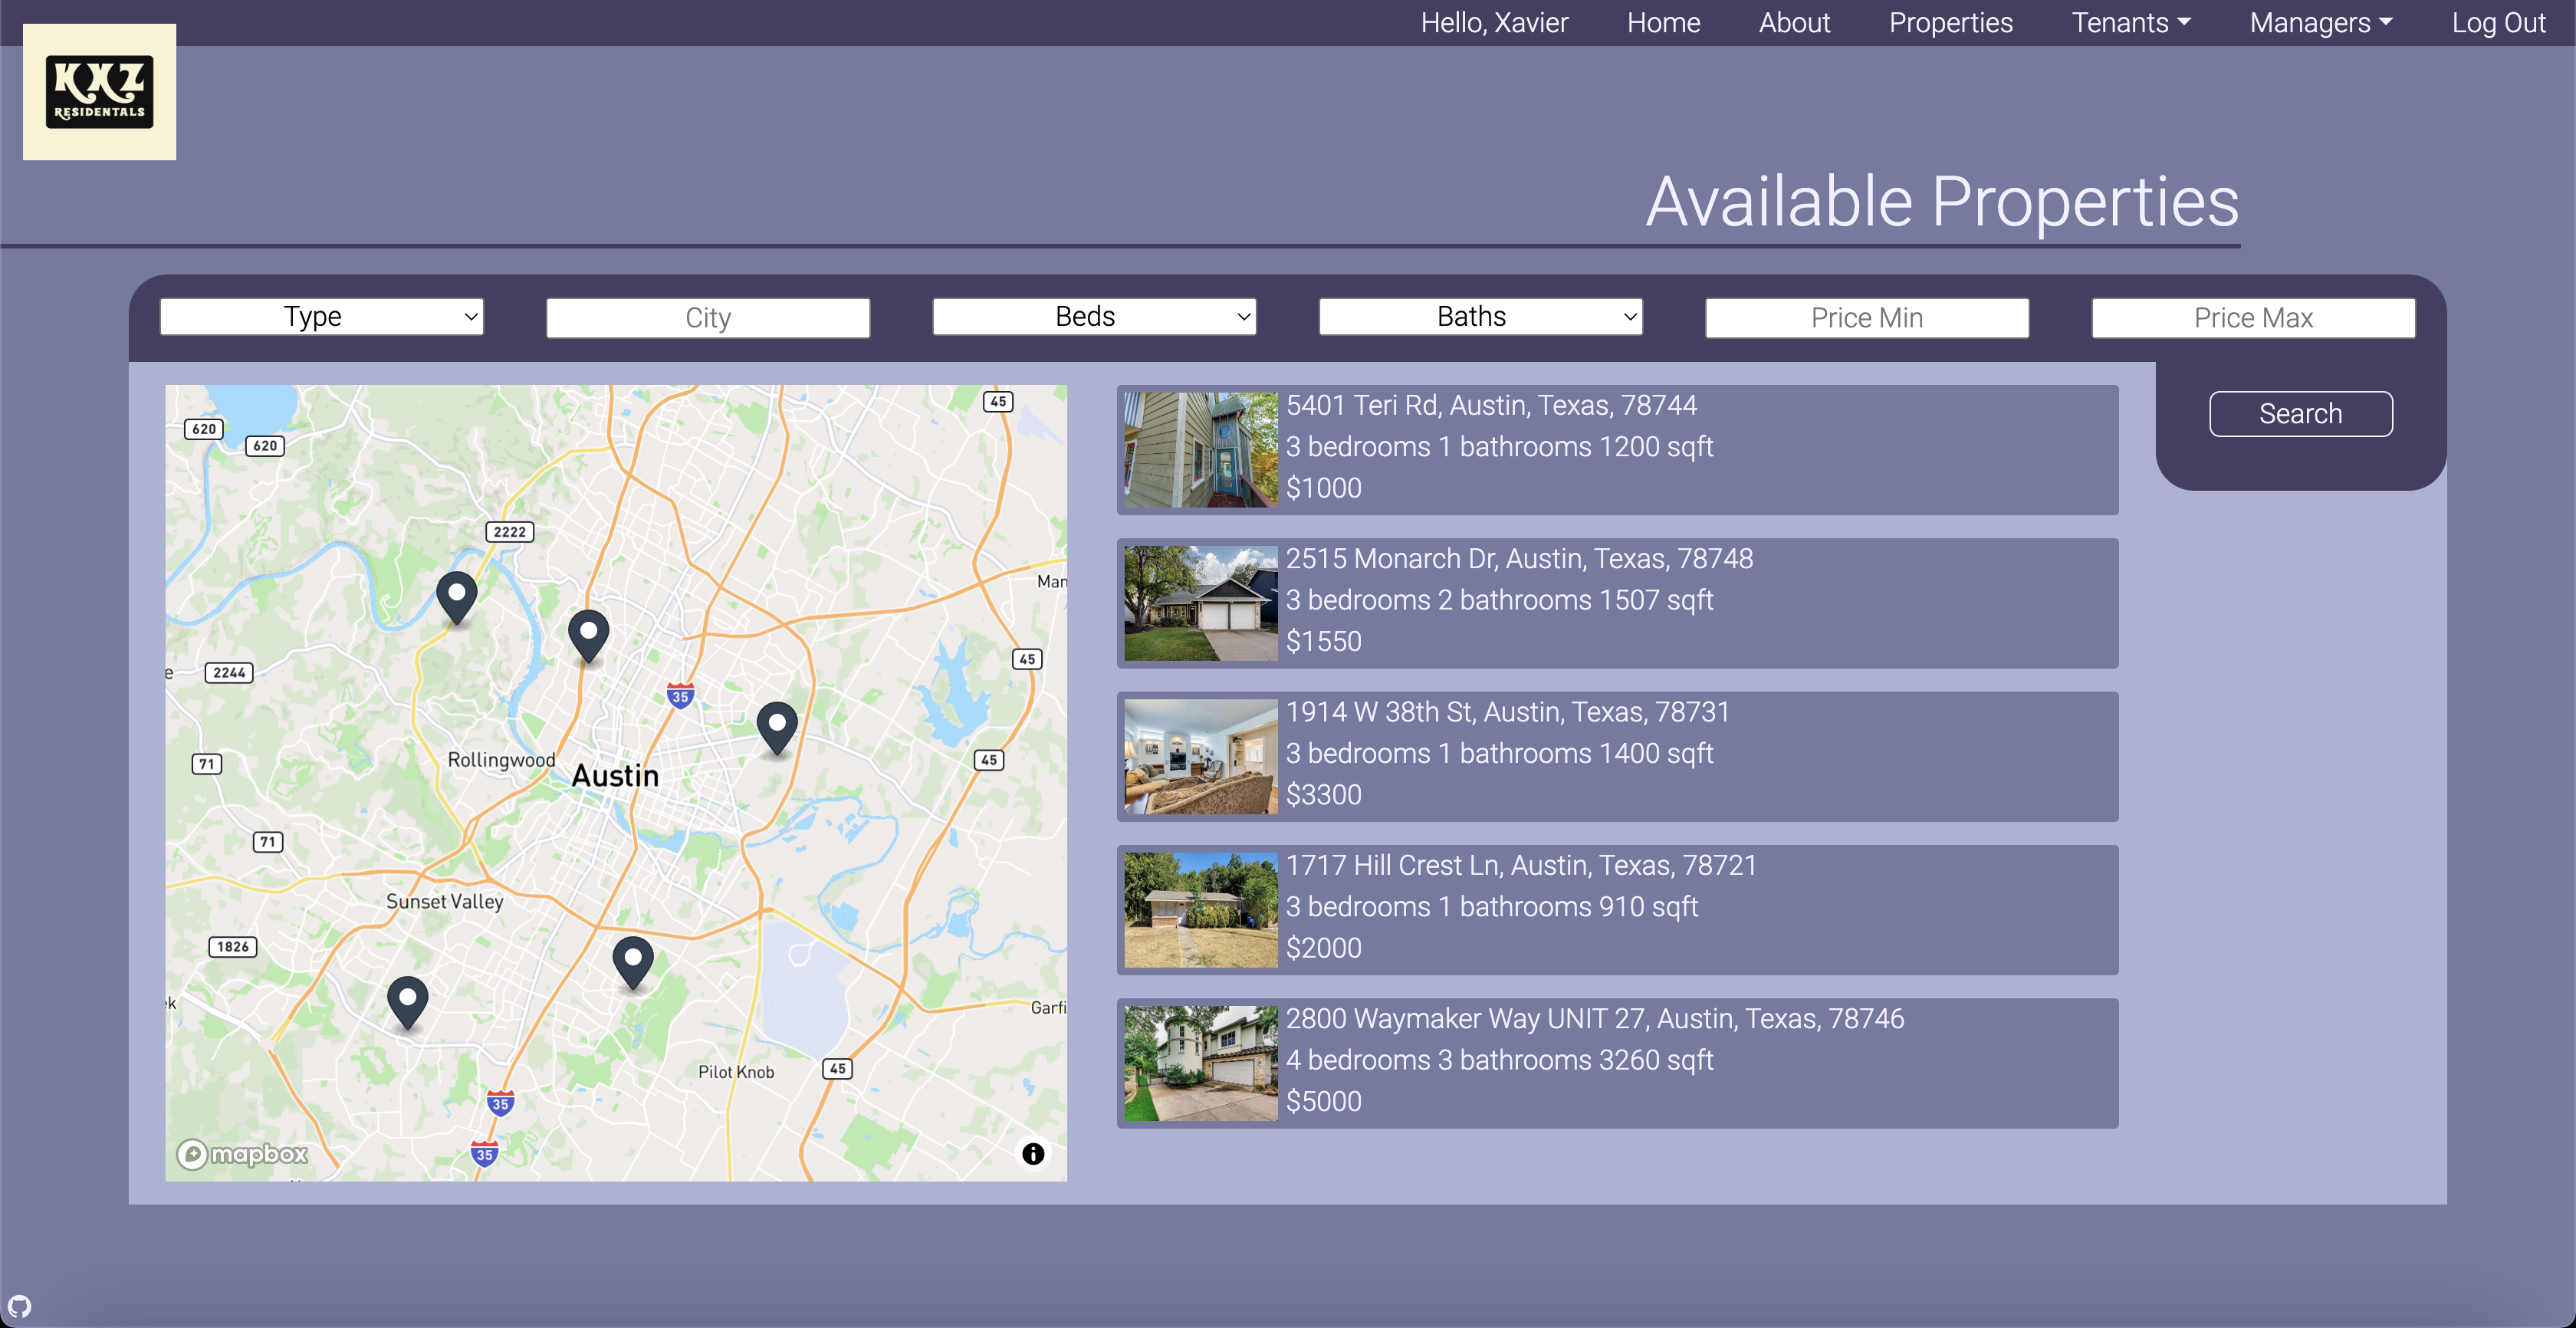 Hello, Xavier
Home
About
Properties
Tenants
Managers
Log Out
KXZ
RESIDENTALS
Available Properties
Type
City
Beds
Baths
Price Min
Price Max
Search
5401 Teri Rd, Austin, Texas, 78744
3 bedrooms 1 bathrooms 1200 sqft
$1000
2515 Monarch Dr, Austin, Texas, 78748
3 bedrooms 2 bathrooms 1507 sqft
$1550
1914 W 38th St, Austin, Texas, 78731
3 bedrooms 1 bathrooms 1400 sqft
$3300
1717 Hill Crest Ln, Austin, Texas, 78721
3 bedrooms 1 bathrooms 910 sqft
$2000
2800 Waymaker Way UNIT 27, Austin, Texas, 78746
4 bedrooms 3 bathrooms 3260 sqft
$5000
45
620
620
2222
Man
45
2244
e
35
71
Rollingwood
Austin
45
71
Sunset Valley
1826
k
Garfi
Pilot Knob
45
35
35
mapbox